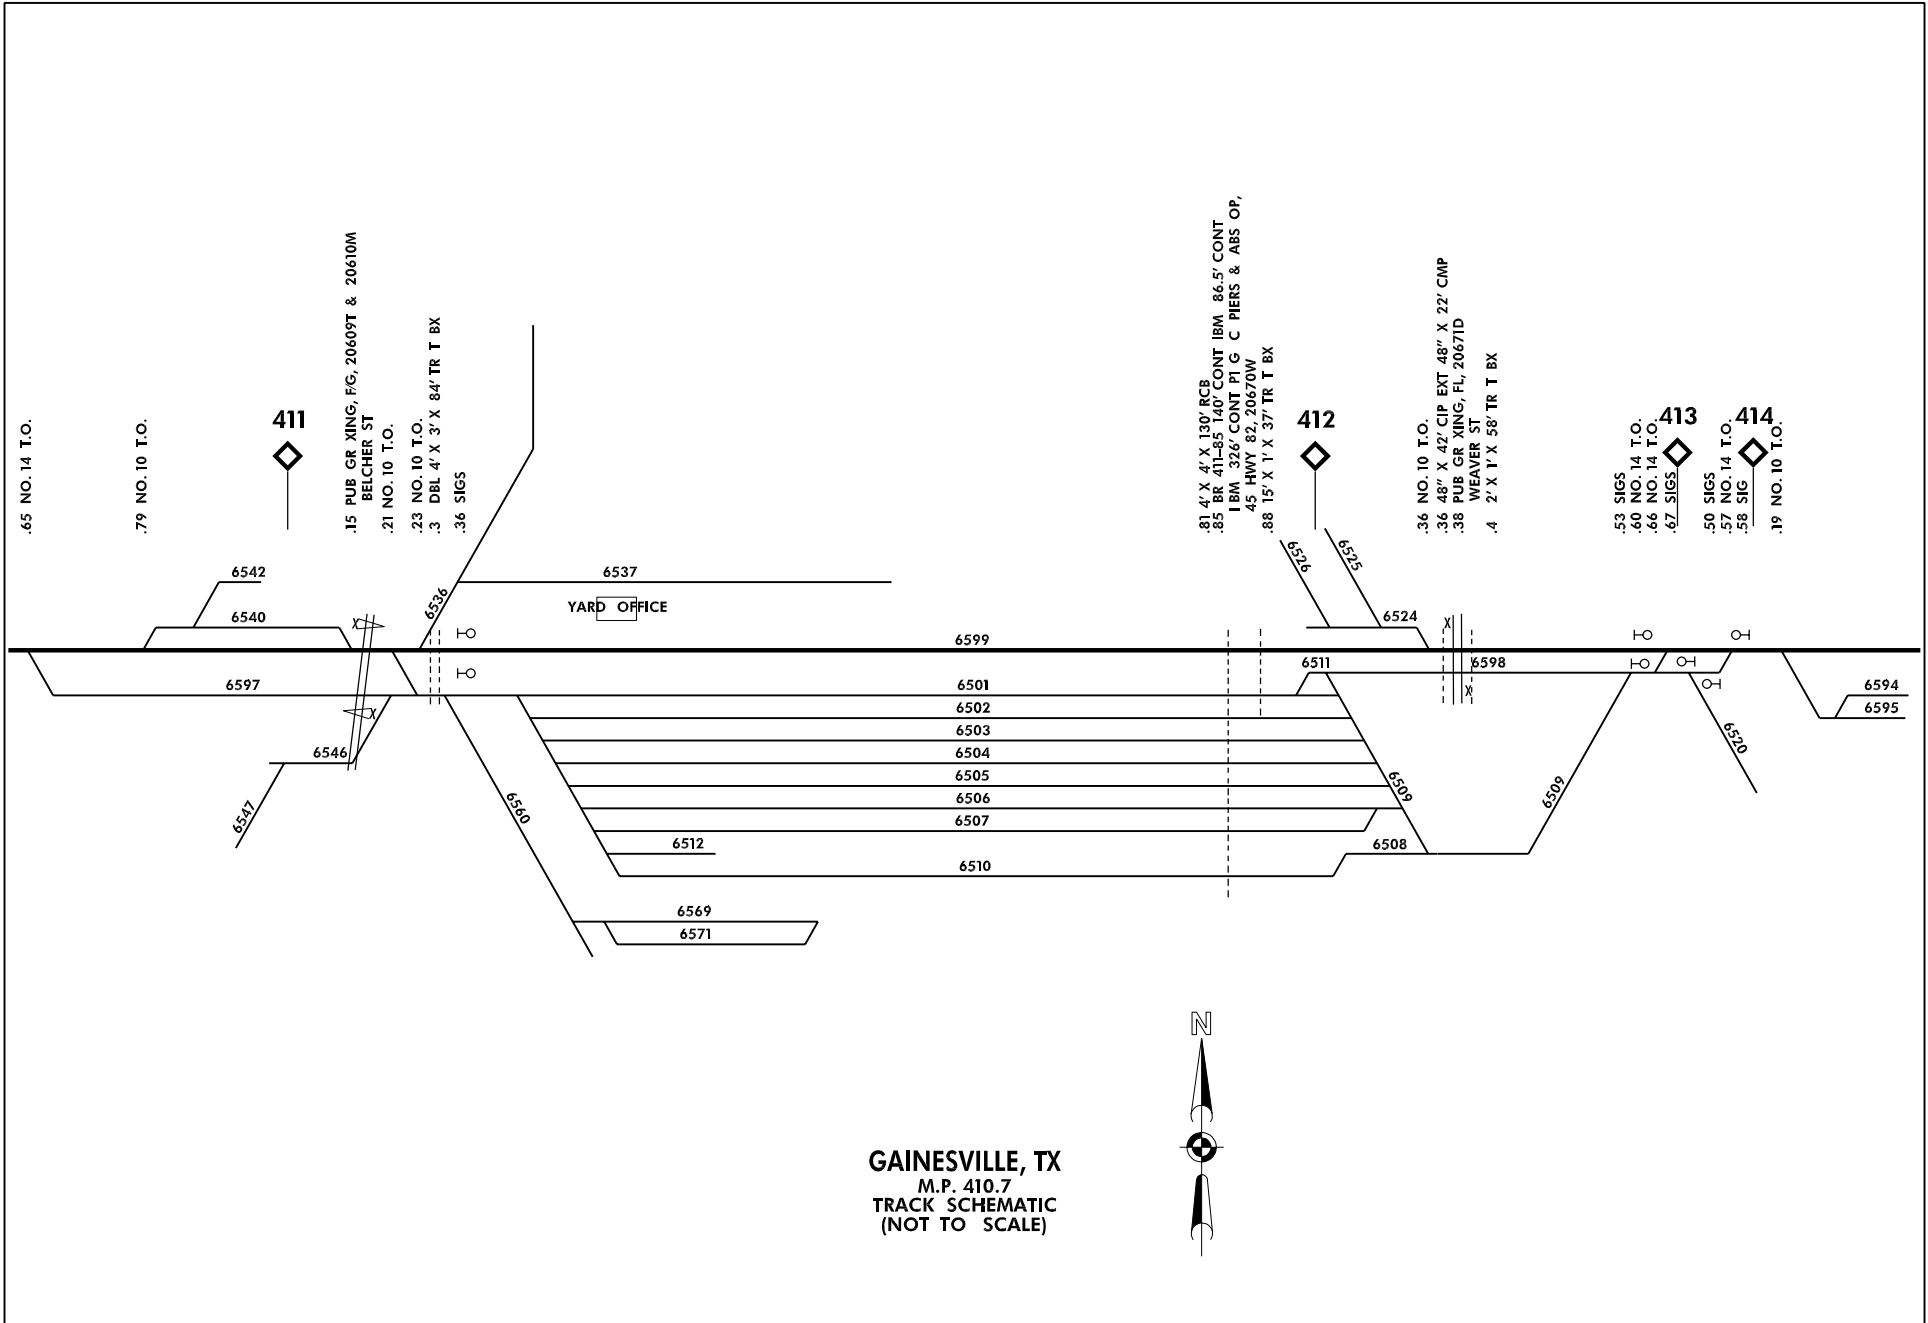 .65 NO. 14 T.O.
.79 NO. 10 T.O.
411
.15 PUB GR XING, F/G, 20609T & 20610M
BELCHER ST
.21 NO. 10 T.O.
.23 NO. 10 T.O.
.3 DBL 4' X 3' X 84' TR T BX
.36 SIGS
.81 4' X 4' X 130' RCB
.85 BR 411-85 140' CONT IBM 86.5' CONT
IBM 326' CONT P1 G C PIERS & ABS OP,
45 HWY 82, 20670W
.88 15' X 1' X 37' TR T BX
412
.36 NO. 10 T.O.
.36 48" X 42' CIP EXT 48" X 22' CMP
.38 PUB GR XING, FL, 20671D
WEAVER ST
.4 2' X 1' X 58' TR T BX
.53 SIGS
.60 NO. 14 T.O.
.66 NO. 14 T.O.
.67 SIGS
413
.50 SIGS
.57 NO. 14 T.O.
.58 SIG
414
.19 NO. 10 T.O.
6542
6540
6536
6537
YARD OFFICE
6526
6525
6524
X
X
6599
6511
6598
6597
6501
X
X
6594
6502
6595
6503
6520
6546
6504
6505
6509
6509
6547
6560
6506
6507
6512
6508
6510
6569
6571
N
GAINESVILLE, TX
M.P. 410.7
TRACK SCHEMATIC
(NOT TO SCALE)